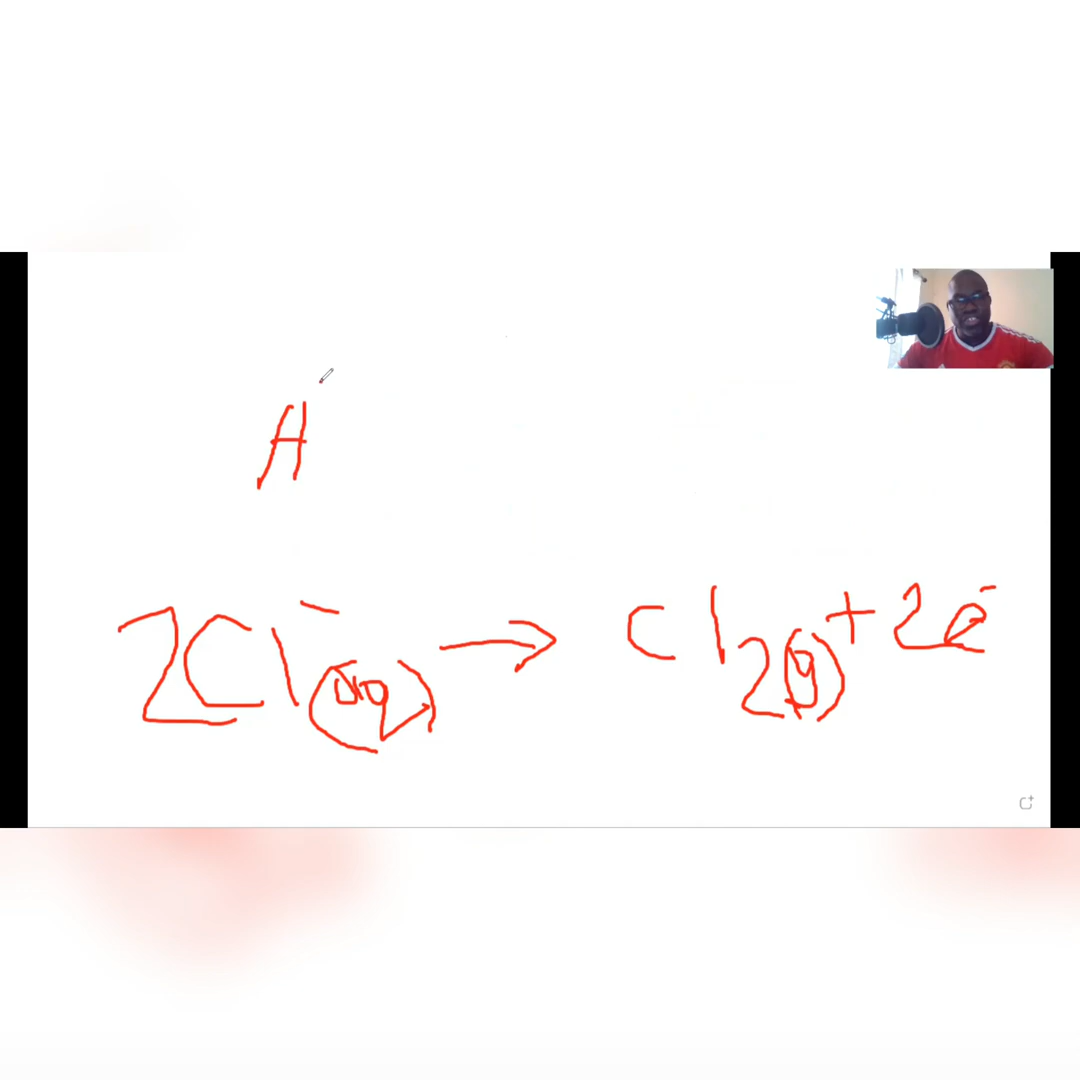 A
2Cl⁻(aq) → Cl₂(g) + 2e⁻